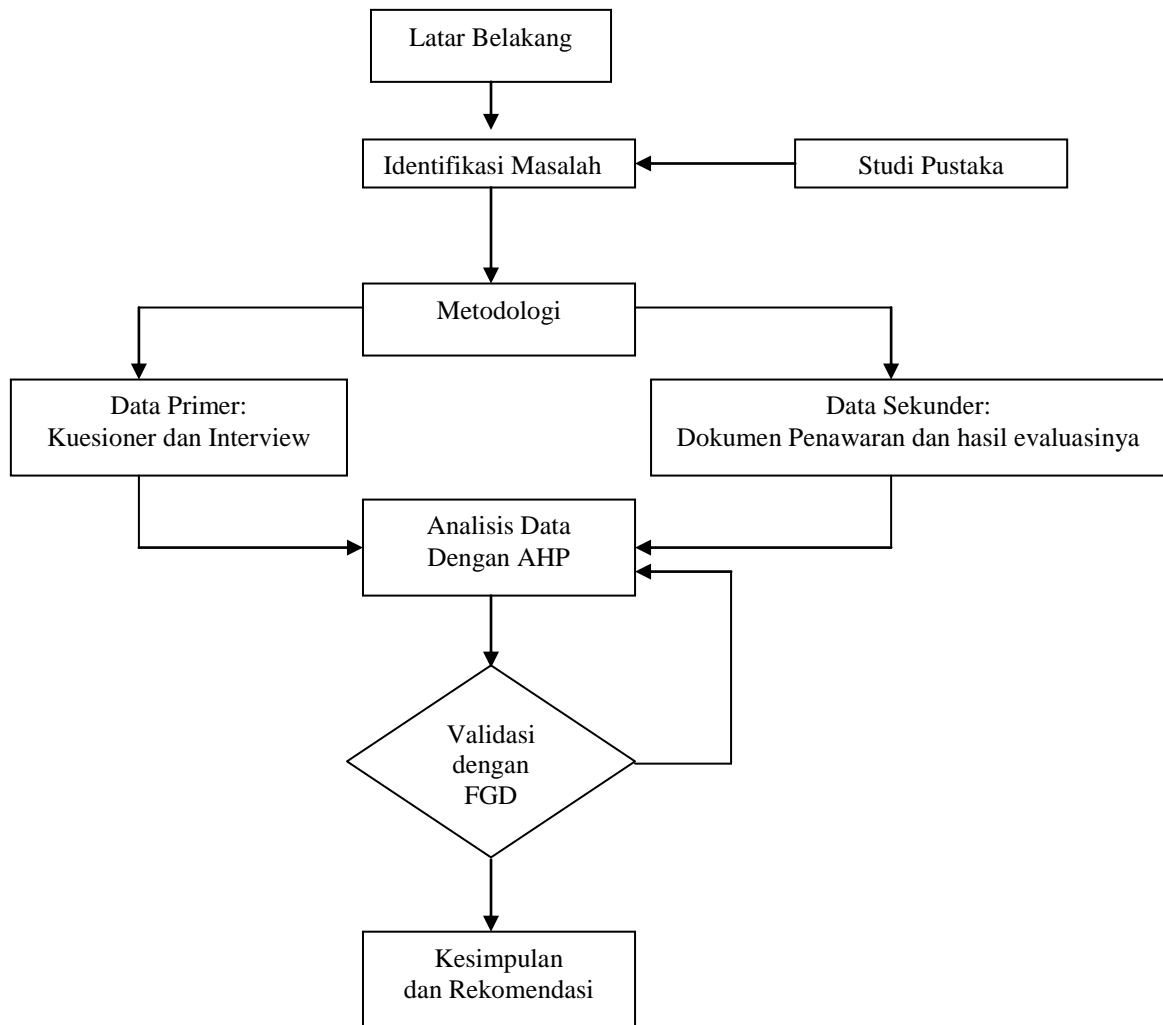 Latar Belakang
Identifikasi Masalah
Studi Pustaka
Metodologi
Data Primer:
Kuesioner dan Interview
Data Sekunder:
Dokumen Penawaran dan hasil evaluasinya
Analisis Data
Dengan AHP
Validasi
dengan
FGD
Kesimpulan
dan Rekomendasi